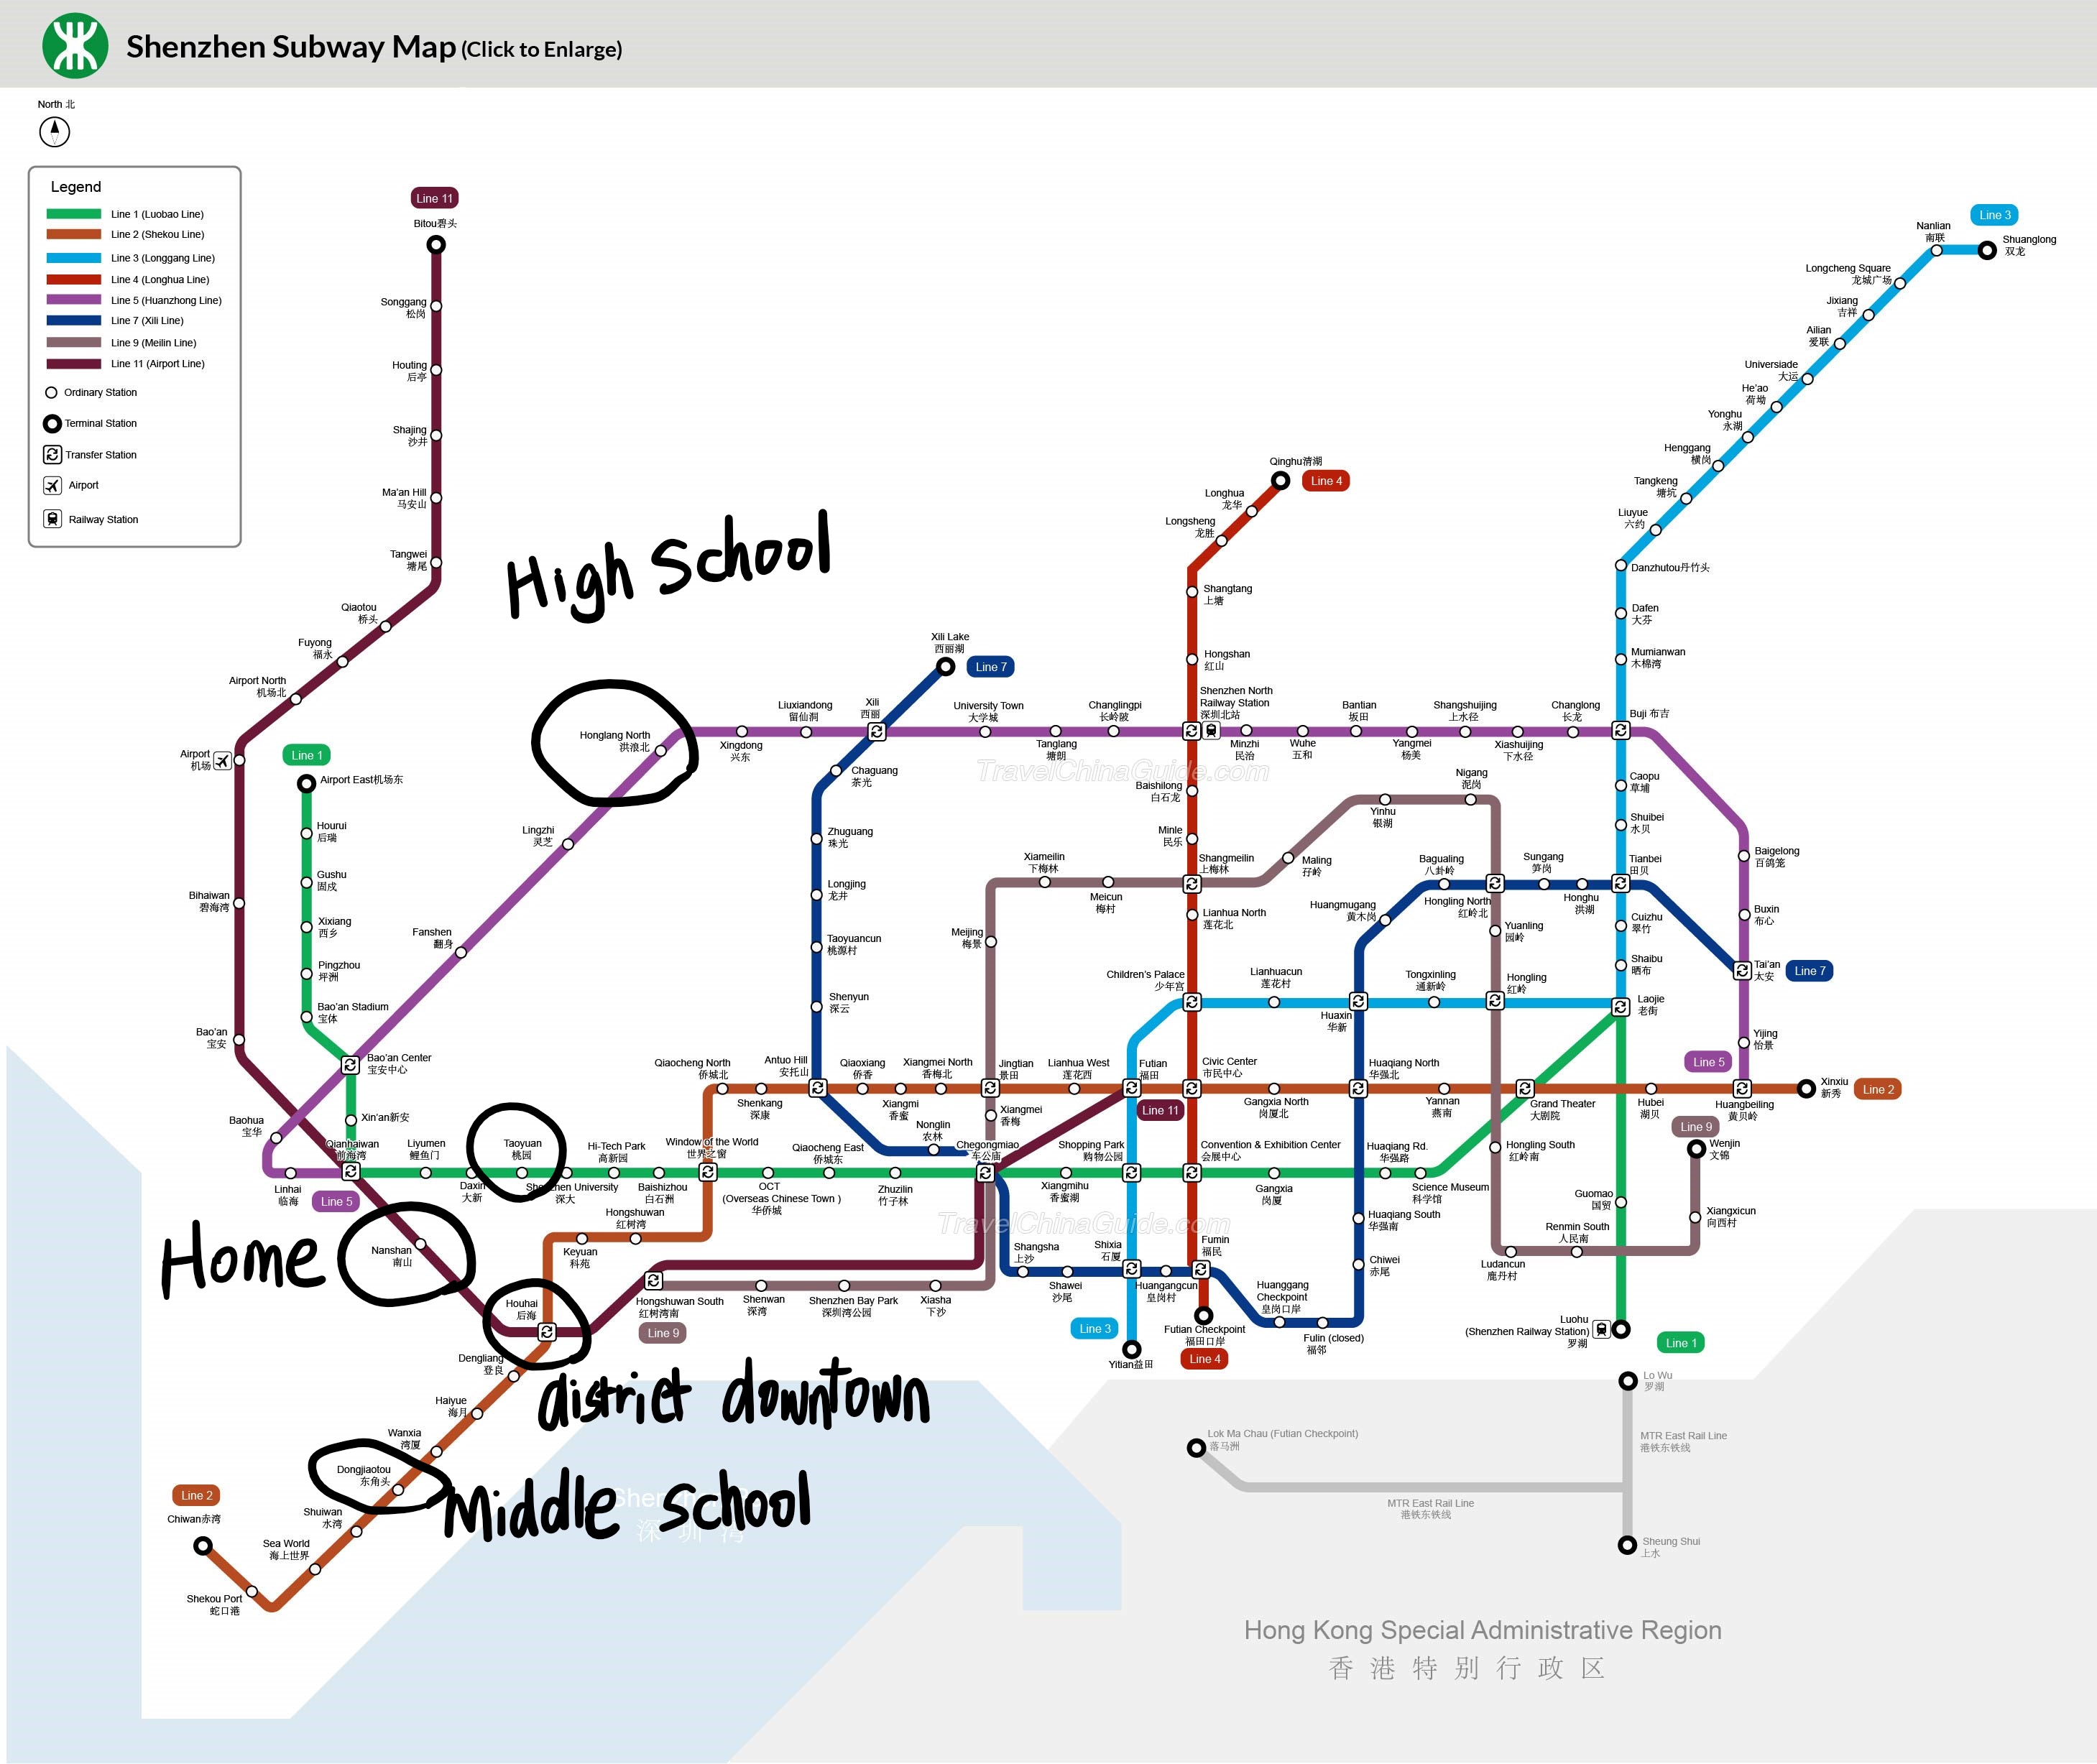 Shenzhen Subway Map (Click to Enlarge)
North 北
Legend
Line 1 (Luobao Line)
Line 2 (Shekou Line)
Line 3 (Longgang Line)
Line 4 (Longhua Line)
Line 5 (Huanzhong Line)
Line 7 (Xili Line)
Line 9 (Meilin Line)
Line 11 (Airport Line)
Ordinary Station
Terminal Station
Transfer Station
Airport
Railway Station
Line 11
Bitou碧头
Songgang
松岗
Houting
后亭
Shajing
沙井
Ma'an Hill
马安山
Tangwei
塘尾
Qiaotou
桥头
Fuyong
福永
Airport North
机场北
Airport
机场
Bihaiwan
碧海湾
Bao'an
宝安
Line 1
Airport East机场东
Hourui
后瑞
Gushu
固戍
Xixiang
西乡
Pingzhou
坪洲
Bao'an Stadium
宝体
Bao'an Center
宝安中心
Xin'an新安
Baohua
宝华
Qianhaiwan
前海湾
Linhai
临海
Line 5
Liyumen
鲤鱼门
Daxin
大新
Taoyuan
桃园
Shenzhen University
深大
Hi-Tech Park
高新园
Baishizhou
白石洲
Window of the World
世界之窗
OCT
(Overseas Chinese Town )
华侨城
Qiaocheng East
侨城东
Zhuzilin
竹子林
Chegongmiao
车公庙
Xiangmihu
香蜜湖
Shopping Park
购物公园
Convention & Exhibition Center
会展中心
Gangxia
岗厦
Huaqiang Rd.
华强路
Science Museum
科学馆
High School
Honglang North
洪浪北
Lingzhi
灵芝
Fanshen
翻身
Xingdong
兴东
Liuxiandong
留仙洞
Xili
西丽
Xili Lake
西丽湖
Line 7
University Town
大学城
Tanglang
塘朗
Changlingpi
长岭陂
Shenzhen North
Railway Station
深圳北站
Minzhi
民治
Wuhe
五和
Bantian
坂田
Yangmei
杨美
Shangshuijing
上水径
Xiashuijing
下水径
Changlong
长龙
Buji 布吉
TravelChinaGuide.com
Chaguang
茶光
Zhuguang
珠光
Longjing
龙井
Taoyuancun
桃源村
Shenyun
深云
Antuo Hill
安托山
Nonglin
农林
Qinghu清湖
Line 4
Longhua
龙华
Longsheng
龙胜
Shangtang
上塘
Hongshan
红山
Baishilong
白石龙
Minle
民乐
Shangmeilin
上梅林
Lianhua North
莲花北
Children's Palace
少年宫
Civic Center
市民中心
Xiameilin
下梅林
Meicun
梅村
Meijing
梅景
Maling
孖岭
Yinhu
银湖
Nigang
泥岗
Line 3
Shuanglong
双龙
Nanlian
南联
Longcheng Square
龙城广场
Jixiang
吉祥
Ailian
爱联
Universiade
大运
He'ao
荷坳
Yonghu
永湖
Henggang
横岗
Tangkeng
塘坑
Liuyue
六约
Danzhutou丹竹头
Dafen
大芬
Mumianwan
木棉湾
Caopu
草埔
Shuibei
水贝
Tianbei
田贝
Cuizhu
翠竹
Shaibu
晒布
Laojie
老街
Bagualing
八卦岭
Hongling North
红岭北
Sungang
笋岗
Honghu
洪湖
Huangmugang
黄木岗
Yuanling
园岭
Lianhuacun
莲花村
Huaxin
华新
Tongxinling
通新岭
Hongling
红岭
Baigelong
百鸽笼
Buxin
布心
Tai'an
太安
Line 7
Yijing
怡景
Line 5
Qiaocheng North
侨城北
Shenkang
深康
Qiaoxiang
侨香
Xiangmi
香蜜
Xiangmei North
香梅北
Jingtian
景田
Xiangmei
香梅
Lianhua West
莲花西
Futian
福田
Line 11
Gangxia North
岗厦北
Huaqiang North
华强北
Yannan
燕南
Grand Theater
大剧院
Hubei
湖贝
Huangbeiling
黄贝岭
Xinxiu
新秀
Line 2
Line 9
Wenjin
文锦
Hongling South
红岭南
Guomao
国贸
Xiangxicun
向西村
Renmin South
人民南
Ludancun
鹿丹村
Luohu
(Shenzhen Railway Station)
罗湖
Line 1
Home
Nanshan
南山
Houhai
后海
Keyuan
科苑
Hongshuwan
红树湾
Hongshuwan South
红树湾南
Line 9
Shenwan
深湾
Shenzhen Bay Park
深圳湾公园
Xiasha
下沙
TravelChinaGuide.com
Shangsha
上沙
Shawei
沙尾
Shixia
石厦
Huangangcun
皇岗村
Fumin
福民
Huanggang
Checkpoint
皇岗口岸
Fulin (closed)
福邻
Chiwei
赤尾
Huaqiang South
华强南
Line 3
Yitian益田
Futian Checkpoint
福田口岸
Line 4
district downtown
Dengliang
登良
Haiyue
海月
Wanxia
湾厦
Dongjiaotou
东角头
Middle school
Shuiwan
水湾
Sea World
海上世界
Shekou Port
蛇口港
Line 2
Chiwan赤湾
深 圳 湾
Lo Wu
罗湖
Lok Ma Chau (Futian Checkpoint)
落马洲
MTR East Rail Line
港铁东铁线
MTR East Rail Line
港铁东铁线
Sheung Shui
上水
Hong Kong Special Administrative Region
香 港 特 别 行 政 区